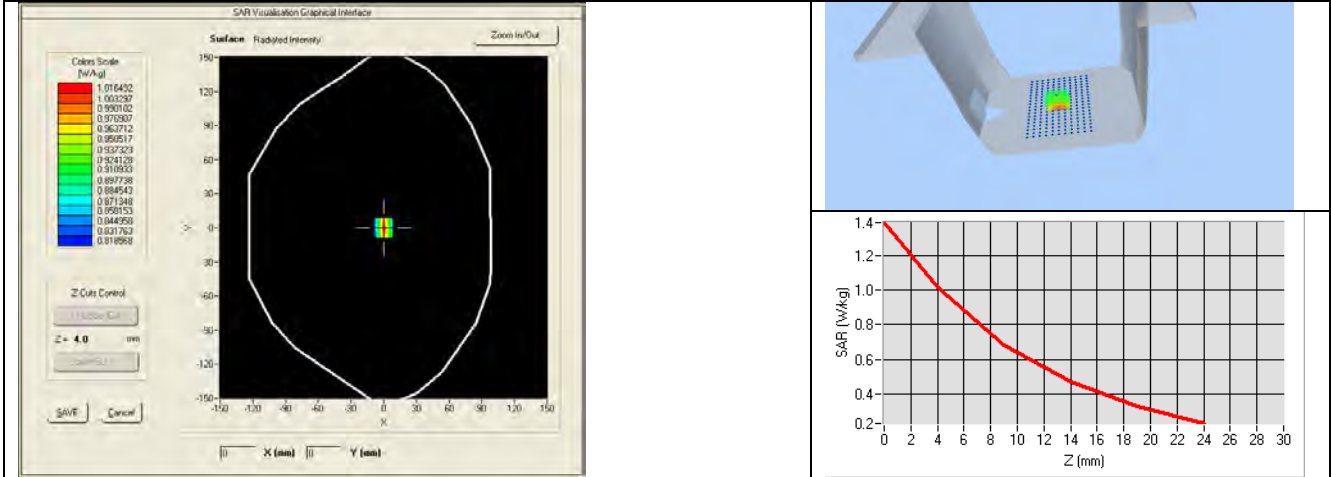 SAR Visualisation Graphical Interface
Surface Radiated Intensity
Zoom In/Out
Colors Scale
[W/kg]
1.016492
1.003297
0.990102
0.976907
0.963712
0.950517
0.937323
0.924128
0.910933
0.897738
0.884543
0.871348
0.858153
0.844958
0.831763
0.818568
150
120
90
60
30
0
-30
-60
-90
-120
-150
Y
-150 -120 -90 -60 -30 0 30 60 90 120 150
X
Z Cuts Control
Z = 4.0 mm
SAVE Cancel
0 X (mm) 0 Y (mm)
SAR (W/kg)
1.4
1.2
1.0
0.8
0.6
0.4
0.2
0 2 4 6 8 10 12 14 16 18 20 22 24 26 28 30
Z (mm)